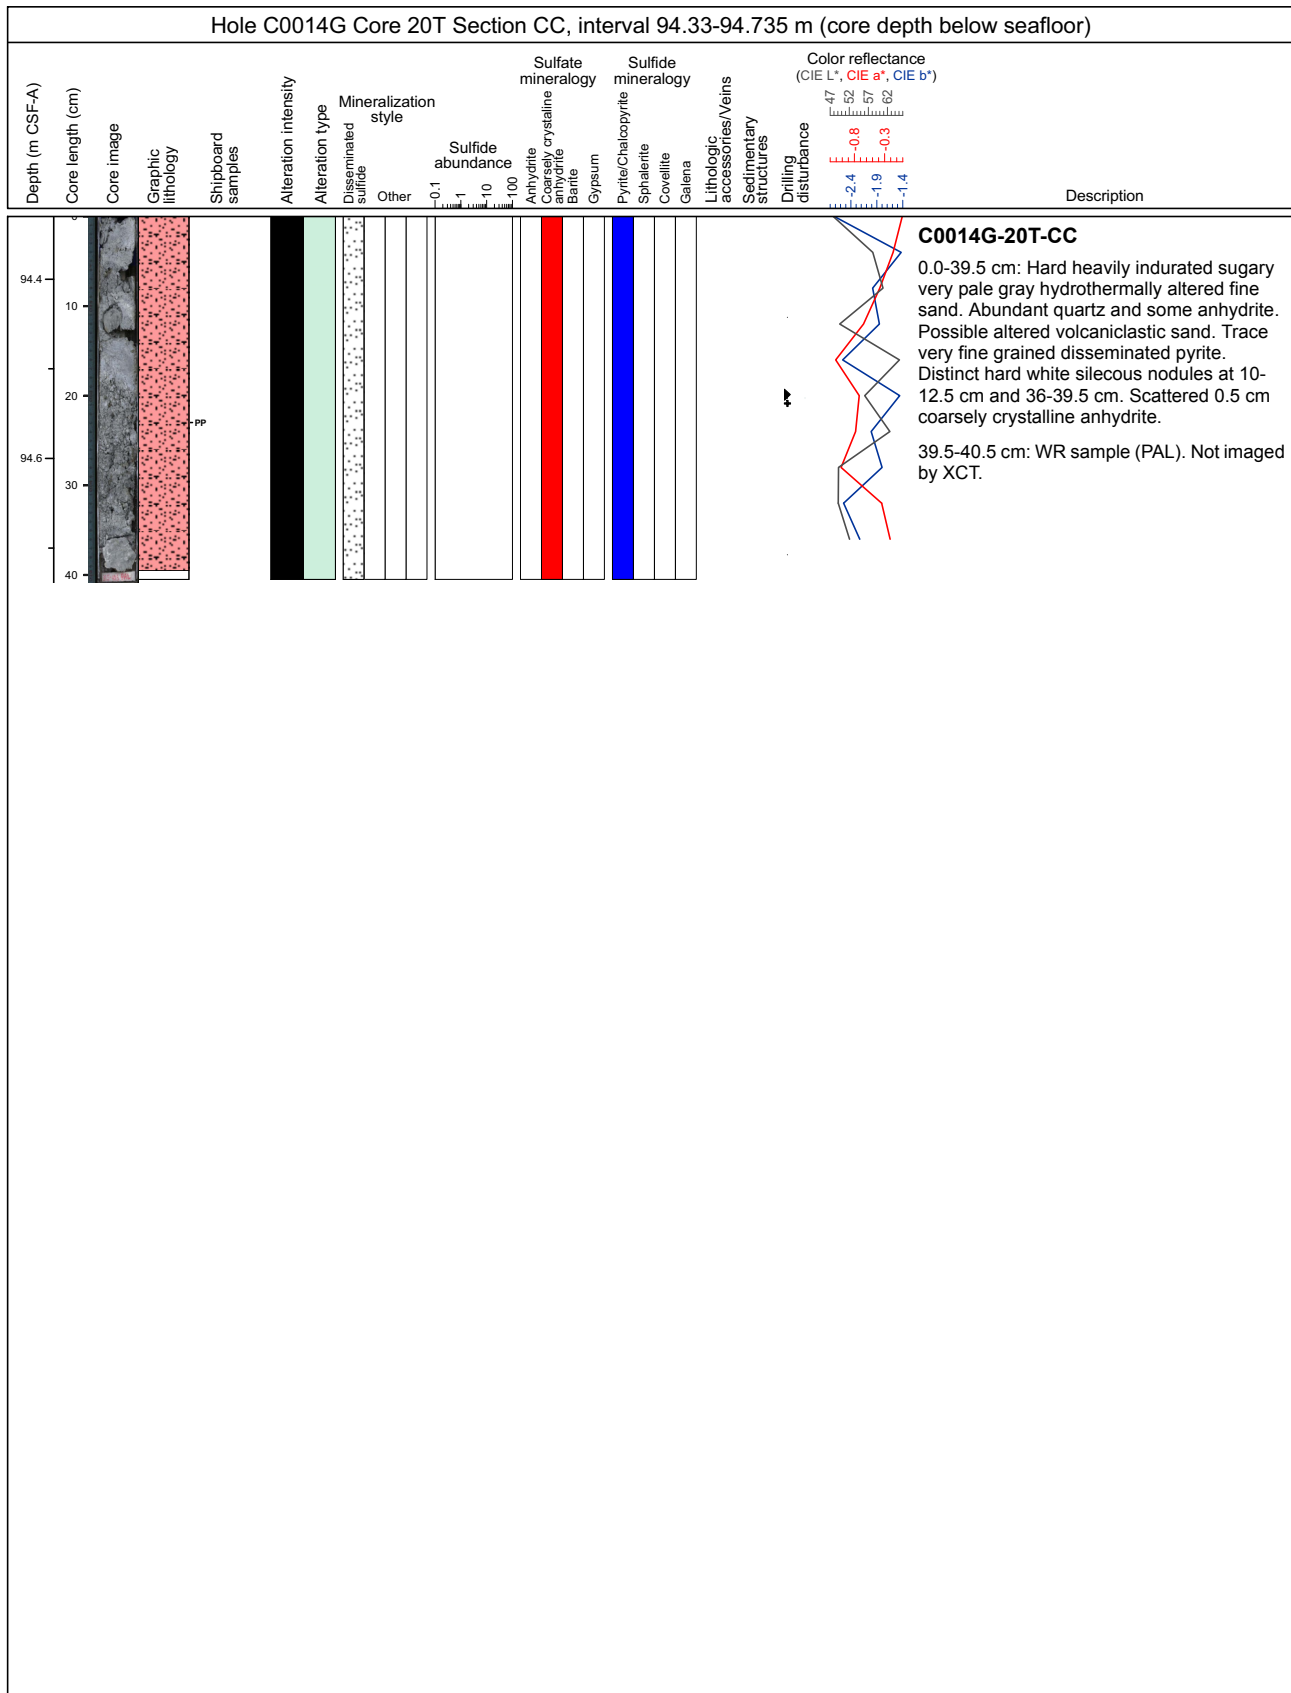 Hole C0014G Core 20T Section CC, interval 94.33-94.735 m (core depth below seafloor)
Depth (m CSF-A)
Core length (cm)
Core image
Graphic
lithology
Shipboard
samples
Alteration intensity
Alteration type
Mineralization
style
Disseminated
sulfide
Other
Sulfide
abundance
0.1
1
10
100
Sulfate
mineralogy
Anhydrite
Coarsely crystaline
anhydrite
Barite
Gypsum
Sulfide
mineralogy
Pyrite/Chalcopyrite
Sphalerite
Covellite
Galena
Lithologic
accessories/Veins
Sedimentary
structures
Drilling
disturbance
Color reflectance
(CIE L*, CIE a*, CIE b*)
47
52
57
62
-0.8
-0.3
-2.4
-1.9
-1.4
Description
0
94.4
10
20
PP
94.6
30
40
C0014G-20T-CC
0.0-39.5 cm: Hard heavily indurated sugary
very pale gray hydrothermally altered fine
sand. Abundant quartz and some anhydrite.
Possible altered volcaniclastic sand. Trace
very fine grained disseminated pyrite.
Distinct hard white silecous nodules at 10-
12.5 cm and 36-39.5 cm. Scattered 0.5 cm
coarsely crystalline anhydrite.
39.5-40.5 cm: WR sample (PAL). Not imaged
by XCT.